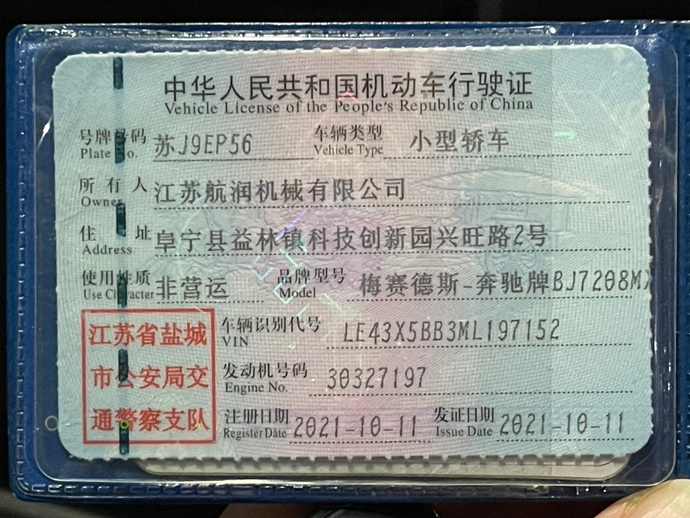 中华人民共和国机动车行驶证
Vehicle License of the People's Republic of China
号牌号码 苏J9EP56 车辆类型 小型轿车
Plate No. Vehicle Type
所有人 江苏航润机械有限公司
Owner
住址 阜宁县益林镇科技创新园兴旺路2号
Address
使用性质 非营运 品牌型号 梅赛德斯-奔驰牌BJ7208M
Use Character Model
江苏省盐城
市公安局交
通警察支队
车辆识别代号 LE43X5BB3ML197152
VIN
发动机号码 30327197
Engine No.
注册日期 2021-10-11 发证日期 2021-10-11
Register Date Issue Date